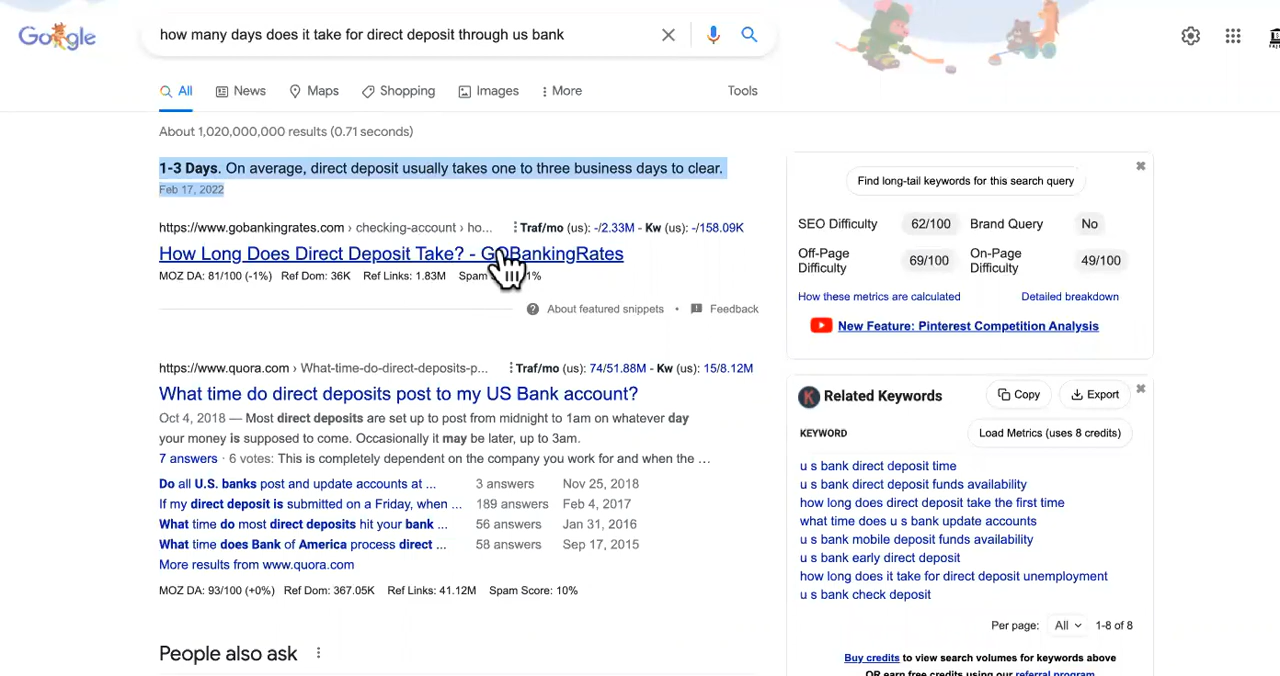 Google
how many days does it take for direct deposit through us bank
All
News
Maps
Shopping
Images
More
Tools
About 1,020,000,000 results (0.71 seconds)
1-3 Days. On average, direct deposit usually takes one to three business days to clear.
Feb 17, 2022
https://www.gobankingrates.com › checking-account › ho...
Traf/mo (us): -/2.33M - Kw (us): -/158.09K
How Long Does Direct Deposit Take? - GOBankingRates
MOZ DA: 81/100 (-1%) Ref Dom: 36K Ref Links: 1.83M Spam
About featured snippets • Feedback
https://www.quora.com › What-time-do-direct-deposits-p...
Traf/mo (us): 74/51.88M - Kw (us): 15/8.12M
What time do direct deposits post to my US Bank account?
Oct 4, 2018 — Most direct deposits are set up to post from midnight to 1am on whatever day
your money is supposed to come. Occasionally it may be later, up to 3am.
7 answers · 6 votes: This is completely dependent on the company you work for and when the ...
Do all U.S. banks post and update accounts at ... 3 answers Nov 25, 2018
If my direct deposit is submitted on a Friday, when ... 189 answers Feb 4, 2017
What time do most direct deposits hit your bank ... 56 answers Jan 31, 2016
What time does Bank of America process direct ... 58 answers Sep 17, 2015
More results from www.quora.com
MOZ DA: 93/100 (+0%) Ref Dom: 367.05K Ref Links: 41.12M Spam Score: 10%
People also ask
Find long-tail keywords for this search query
SEO Difficulty 62/100 Brand Query No
Off-Page Difficulty 69/100 On-Page Difficulty 49/100
How these metrics are calculated
Detailed breakdown
New Feature: Pinterest Competition Analysis
K Related Keywords
Copy
Export
KEYWORD
Load Metrics (uses 8 credits)
u s bank direct deposit time
u s bank direct deposit funds availability
how long does direct deposit take the first time
what time does u s bank update accounts
u s bank mobile deposit funds availability
u s bank early direct deposit
how long does it take for direct deposit unemployment
u s bank check deposit
Per page: All 1-8 of 8
Buy credits to view search volumes for keywords above
OR earn free credits using our referral program